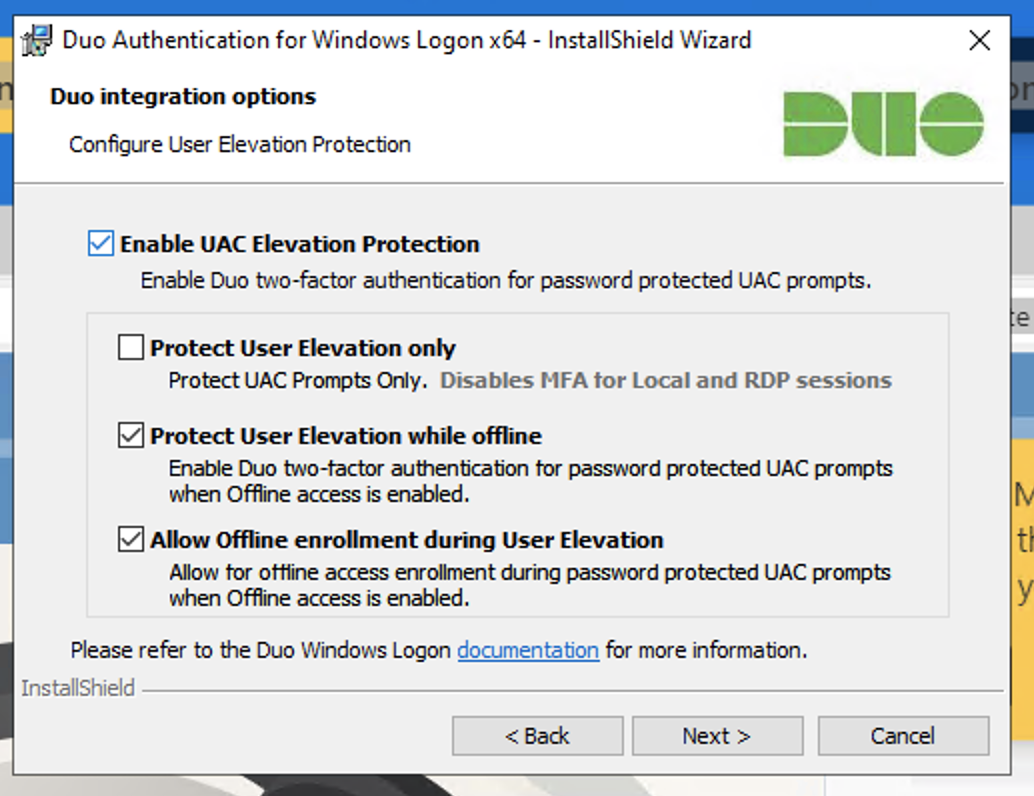 Duo Authentication for Windows Logon x64 - InstallShield Wizard
Duo integration options
DUO
Configure User Elevation Protection
Enable UAC Elevation Protection
Enable Duo two-factor authentication for password protected UAC prompts.
Protect User Elevation only
Protect UAC Prompts Only. Disables MFA for Local and RDP sessions
Protect User Elevation while offline
Enable Duo two-factor authentication for password protected UAC prompts
when Offline access is enabled.
Allow Offline enrollment during User Elevation
Allow for offline access enrollment during password protected UAC prompts
when Offline access is enabled.
Please refer to the Duo Windows Logon documentation for more information.
InstallShield
< Back Next > Cancel